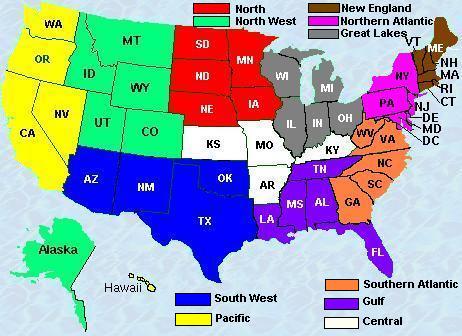 North
North West
New England
Northern Atlantic
Great Lakes
WA
MT
SD
MN
VT
ME
OR
ID
ND
WI
MI
NY
NH
MA
RI
CT
WY
NE
IA
PA
NJ
DE
MD
DC
NV
UT
CO
IL
IN
OH
WV
VA
CA
KS
MO
KY
NC
AZ
NM
OK
AR
TN
SC
TX
LA
MS
AL
GA
FL
Alaska
Hawaii
South West
Pacific
Southern Atlantic
Gulf
Central